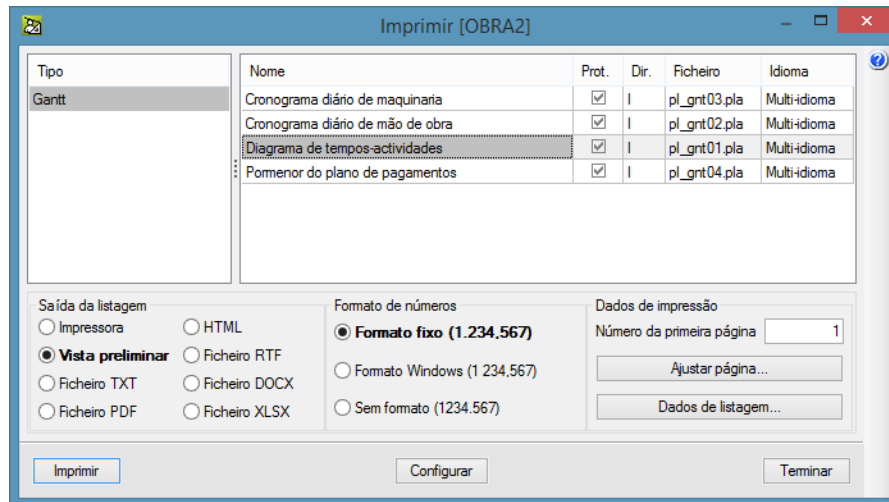 Imprimir [OBRA2]
Tipo
Gantt
Nome Prot. Dir. Ficheiro Idioma
Cronograma diário de maquinaria I pl_gnt03.pla Multi-idioma
Cronograma diário de mão de obra I pl_gnt02.pla Multi-idioma
Diagrama de tempos-actividades I pl_gnt01.pla Multi-idioma
Pormenor do plano de pagamentos I pl_gnt04.pla Multi-idioma
Saída da listagem
Impressora
Vista preliminar
Ficheiro TXT
Ficheiro PDF
HTML
Ficheiro RTF
Ficheiro DOCX
Ficheiro XLSX
Formato de números
Formato fixo (1.234,567)
Formato Windows (1 234,567)
Sem formato (1234.567)
Dados de impressão
Número da primeira página 1
Ajustar página...
Dados de listagem...
Imprimir
Configurar
Terminar